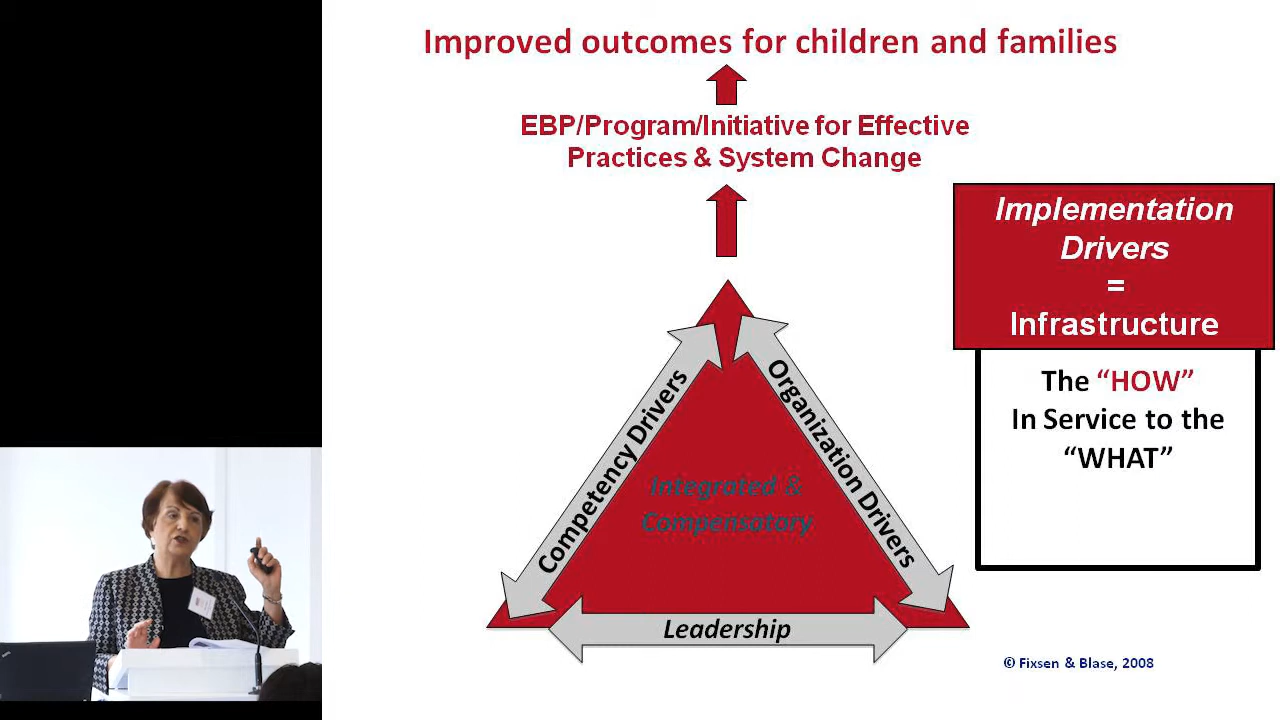 Improved outcomes for children and families
EBP/Program/Initiative for Effective
Practices & System Change
Implementation
Drivers
=
Infrastructure
The “HOW”
In Service to the
“WHAT”
Competency Drivers
Organization Drivers
Integrated &
Compensatory
Leadership
© Fixsen & Blase, 2008